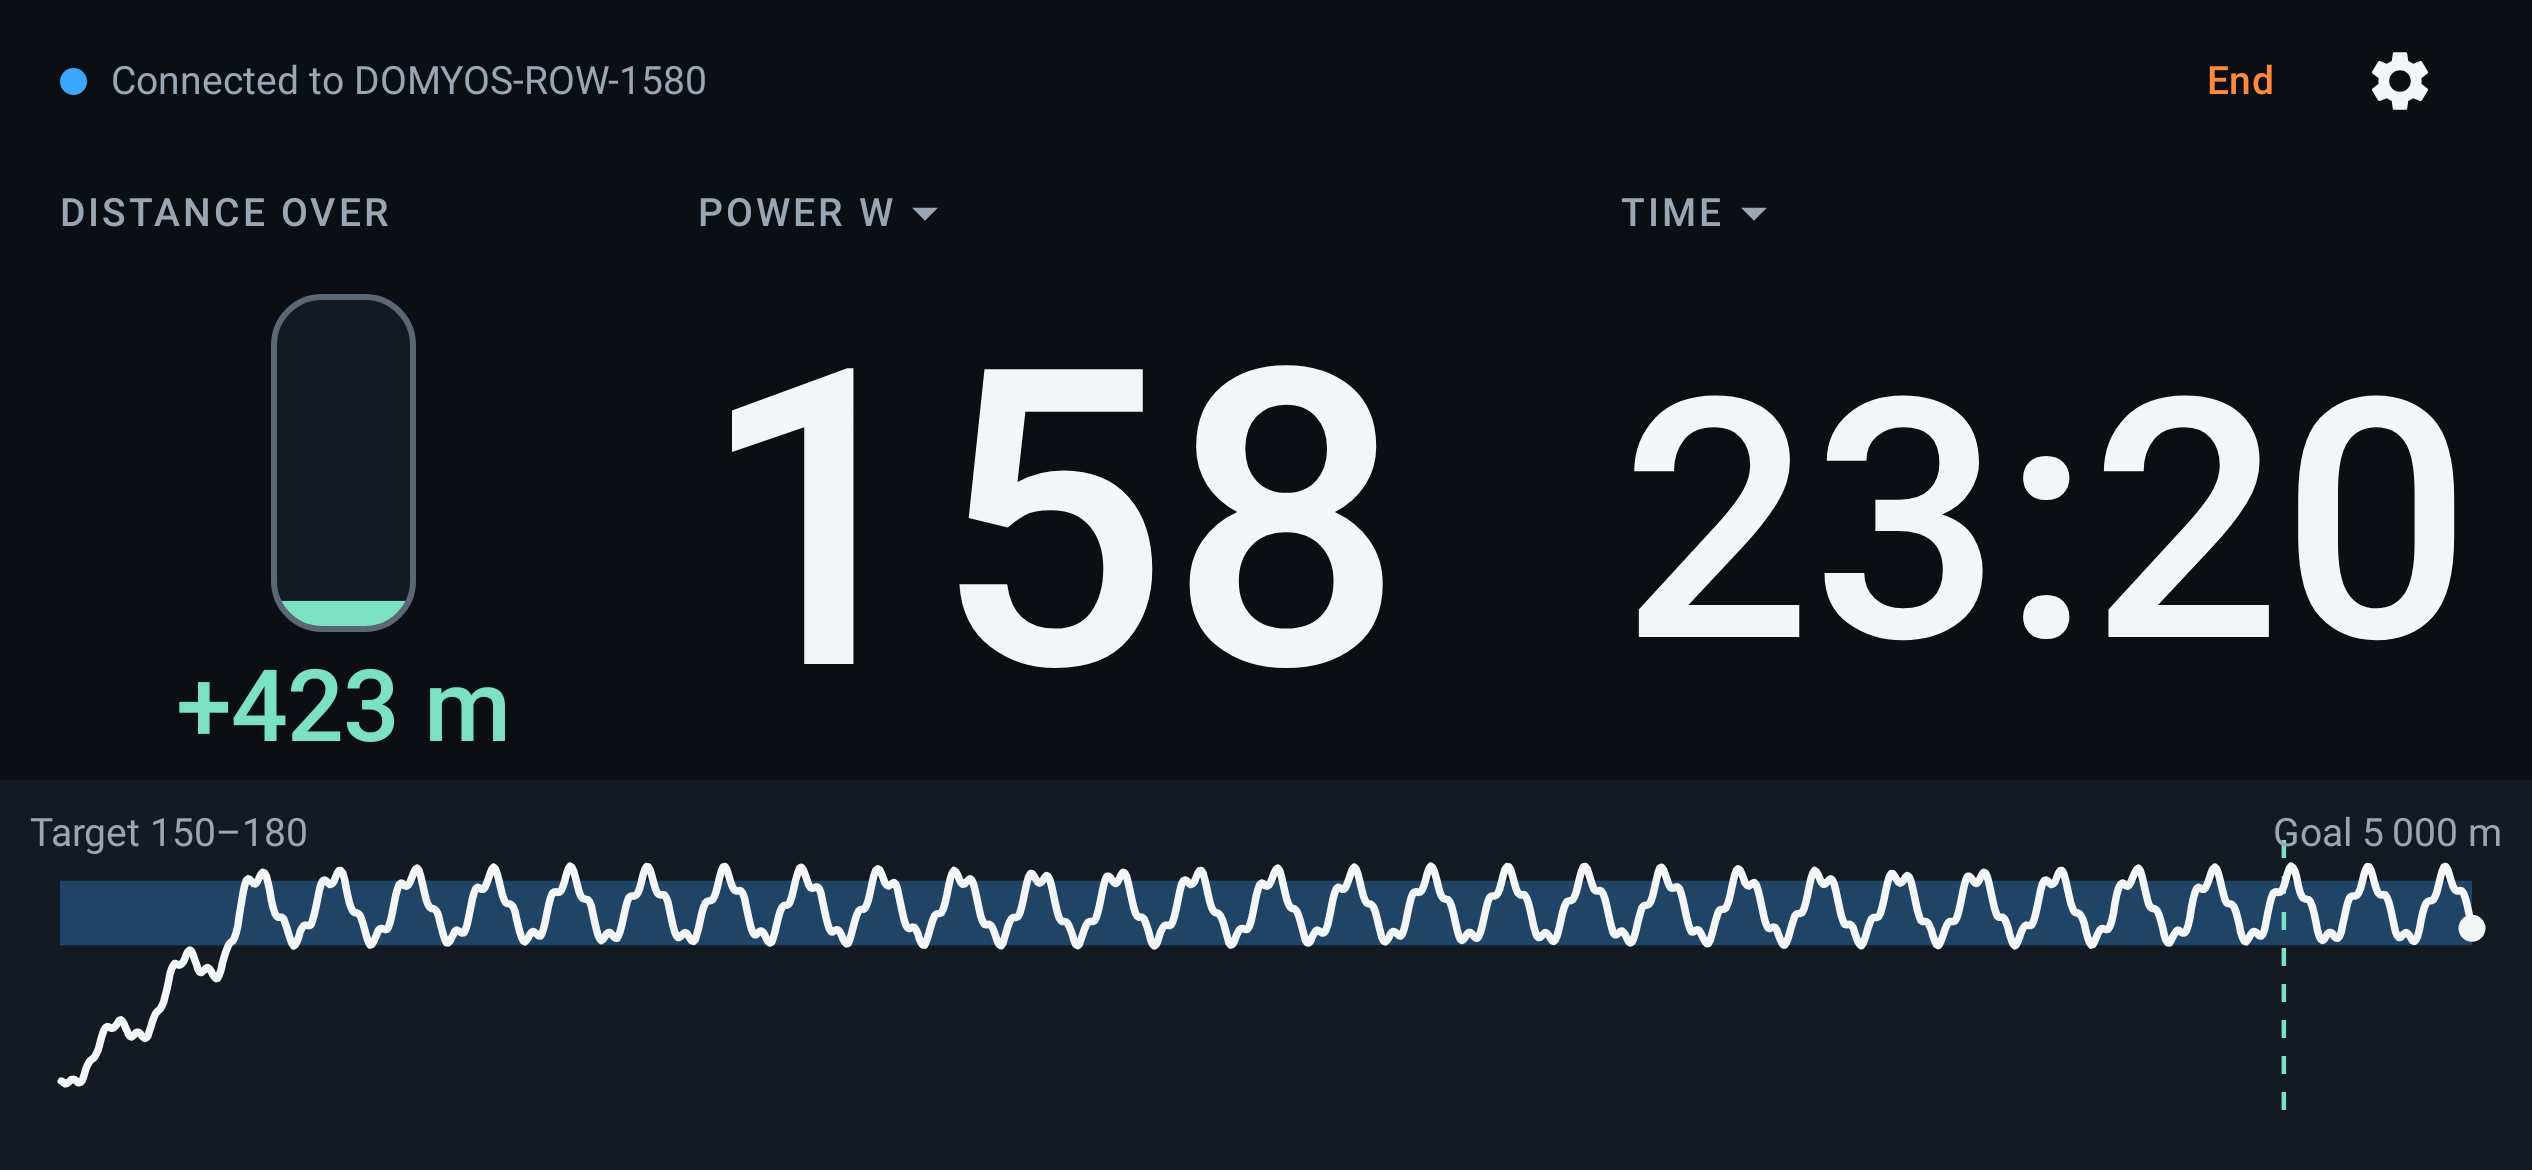 Connected to DOMYOS-ROW-1580
End
DISTANCE OVER
POWER W
TIME
158
23:20
+423 m
Target 150–180
Goal 5 000 m